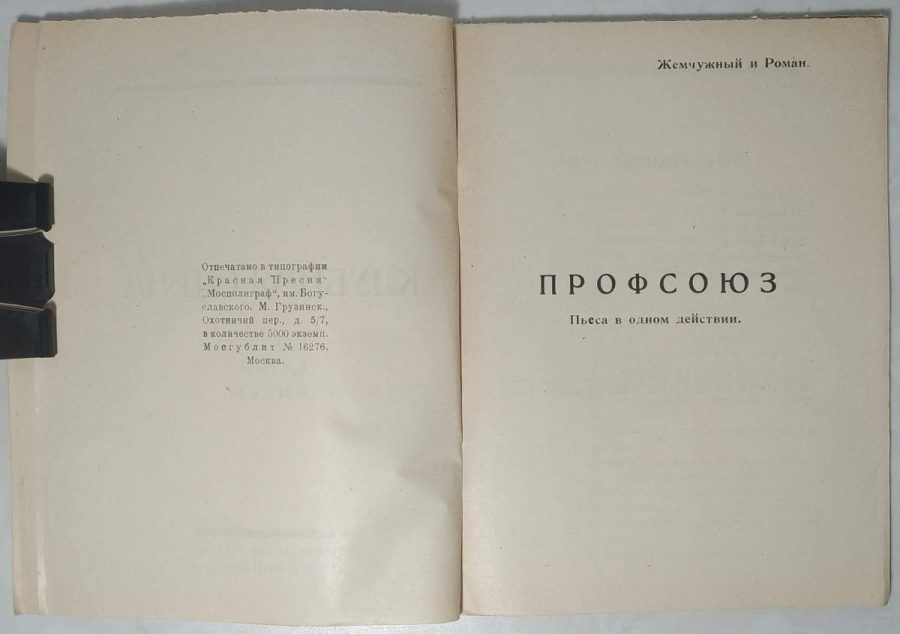 Отпечатано в типографии
„Красная Пресня“
„Мосполиграф“, им. Богу-
славского. М. Грузинск.,
Охотничий пер., д. 5/7,
в количестве 5000 экземп.
Мосгублит № 16276.
Москва.
Жемчужный и Роман.
ПРОФСОЮЗ
Пьеса в одном действии.